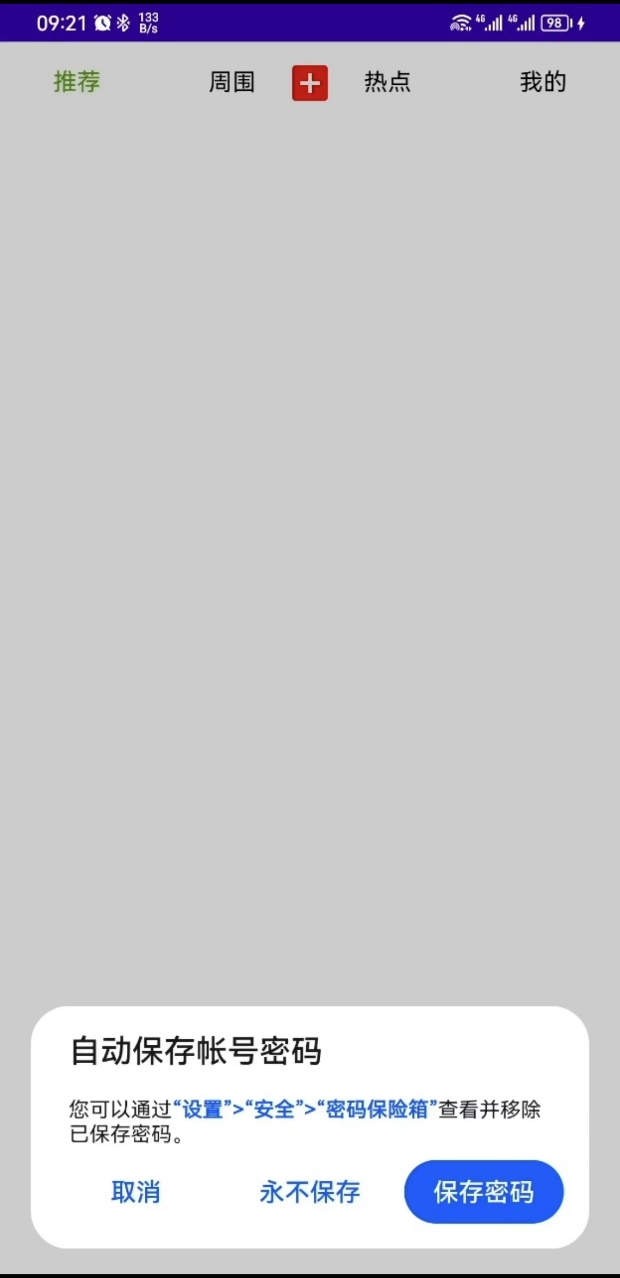 09:21 133 B/s 4G 4G 98
推荐 周围 热点 我的
自动保存帐号密码
您可以通过“设置”>“安全”>“密码保险箱”查看并移除
已保存密码。
取消 永不保存 保存密码